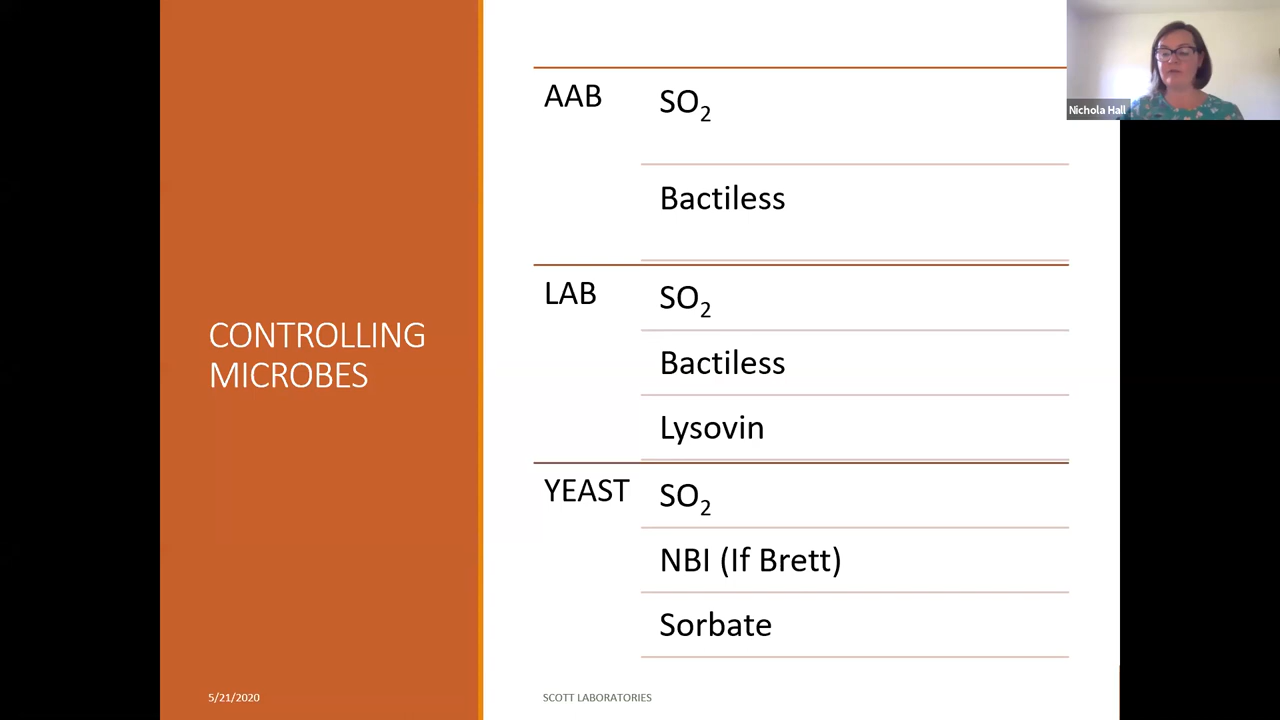 CONTROLLING
MICROBES
AAB
SO₂
Bactiless
LAB
SO₂
Bactiless
Lysovin
YEAST
SO₂
NBI (If Brett)
Sorbate
5/21/2020
SCOTT LABORATORIES
Nichola Hall